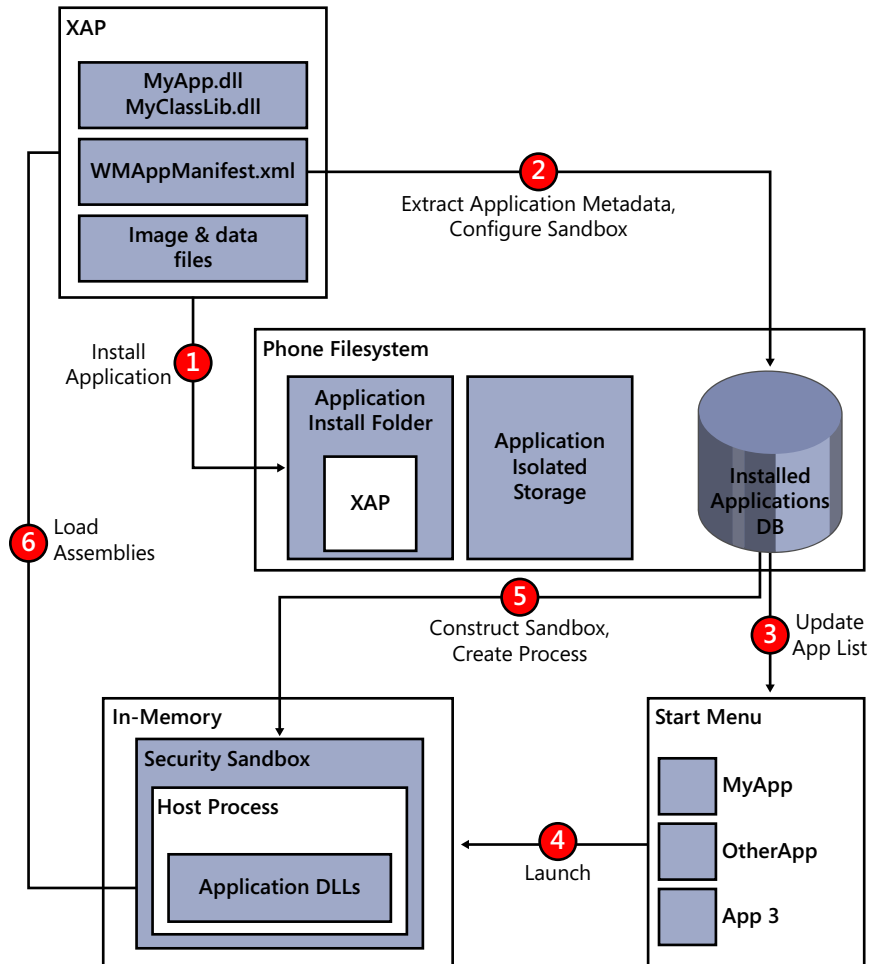 XAP
MyApp.dll
MyClassLib.dll
WMAppManifest.xml
Image & data
files
2
Extract Application Metadata,
Configure Sandbox
1
Install
Application
Phone Filesystem
Application
Install Folder
XAP
Application
Isolated
Storage
Installed
Applications
DB
6
Load
Assemblies
5
Construct Sandbox,
Create Process
3
Update
App List
In-Memory
Security Sandbox
Host Process
Application DLLs
4
Launch
Start Menu
MyApp
OtherApp
App 3